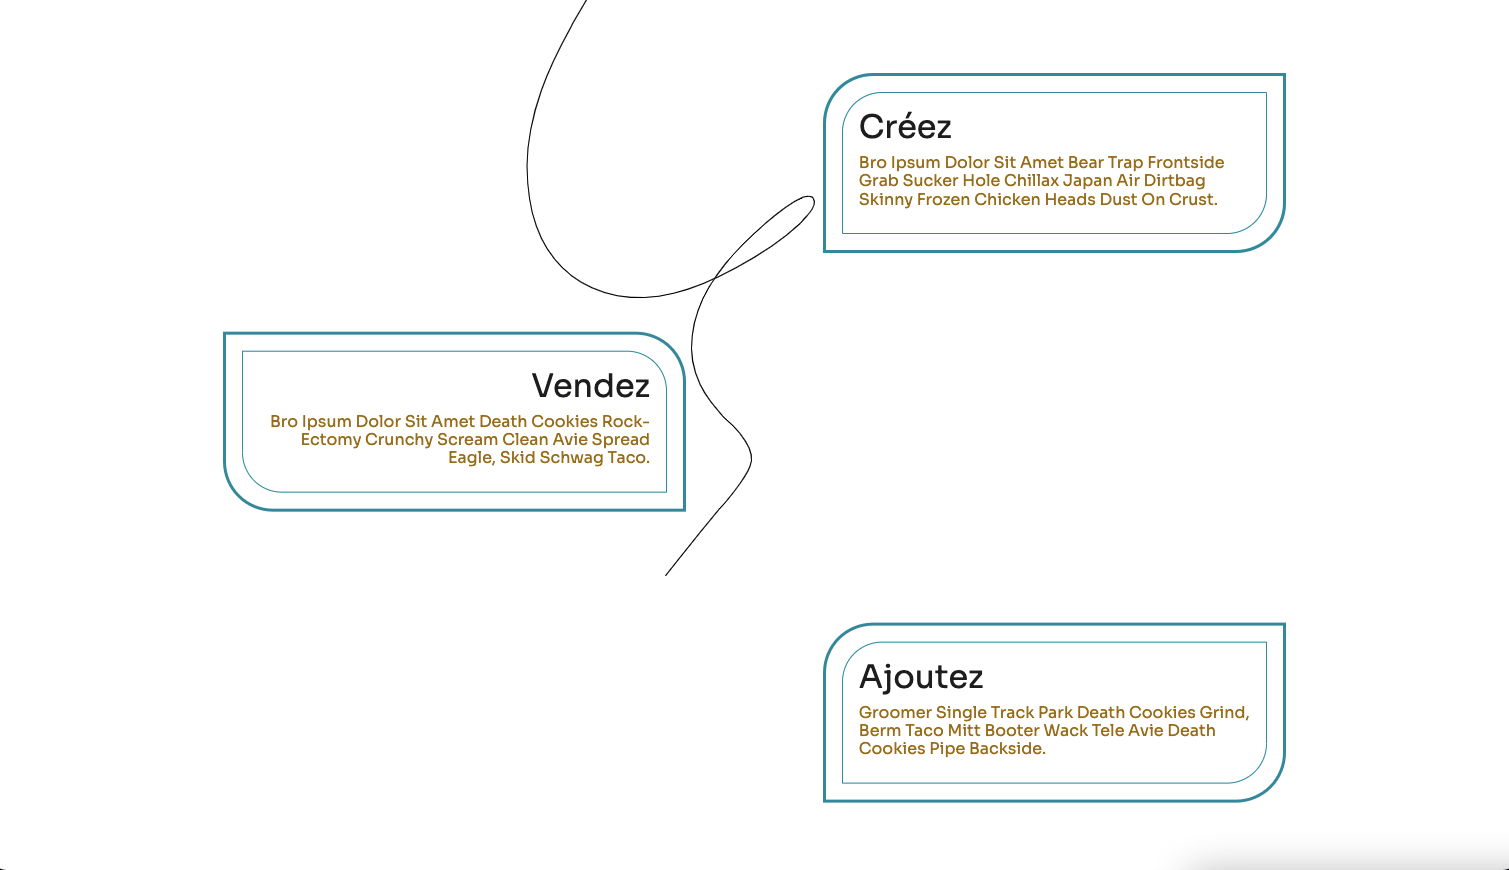 Créez
Bro Ipsum Dolor Sit Amet Bear Trap Frontside
Grab Sucker Hole Chillax Japan Air Dirtbag
Skinny Frozen Chicken Heads Dust On Crust.
Vendez
Bro Ipsum Dolor Sit Amet Death Cookies Rock-
Ectomy Crunchy Scream Clean Avie Spread
Eagle, Skid Schwag Taco.
Ajoutez
Groomer Single Track Park Death Cookies Grind,
Berm Taco Mitt Booter Wack Tele Avie Death
Cookies Pipe Backside.